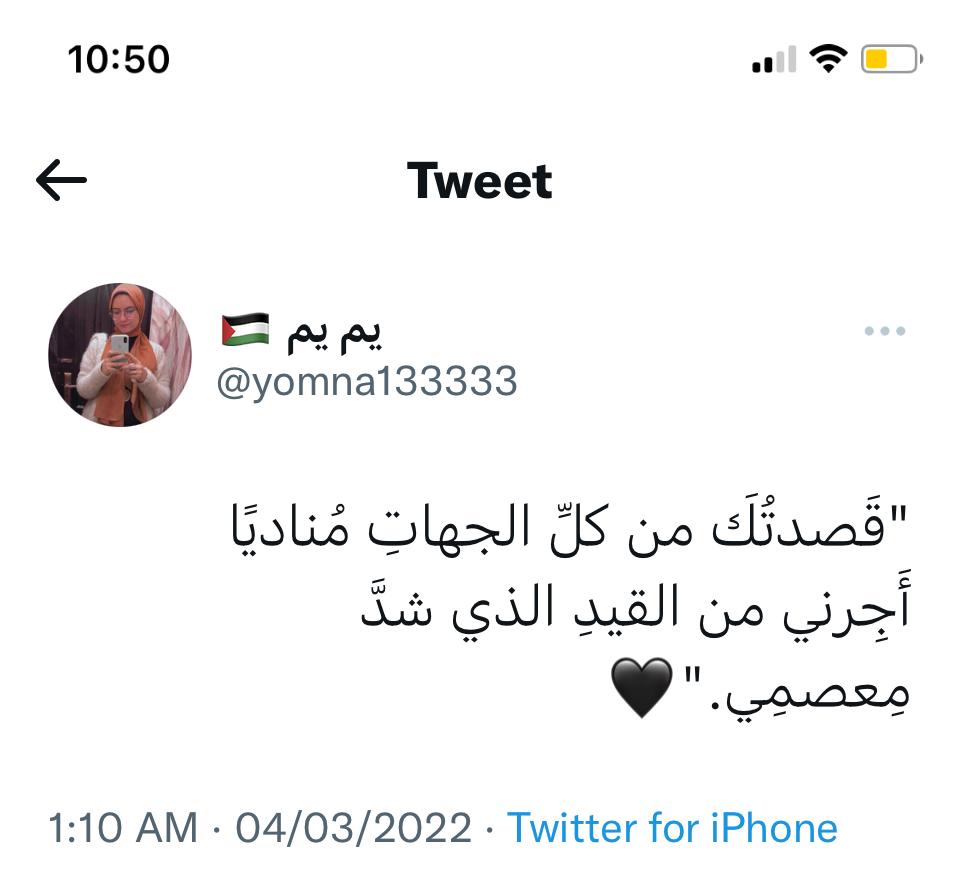 10:50
Tweet
يم يم 🇵🇸
@yomna133333
"قَصدتُلَك من كلِّ الجهاتِ مُناديًا
أَجِرني من القيدِ الذي شدَّ
مِعصمِي." 🖤
1:10 AM · 04/03/2022 · Twitter for iPhone